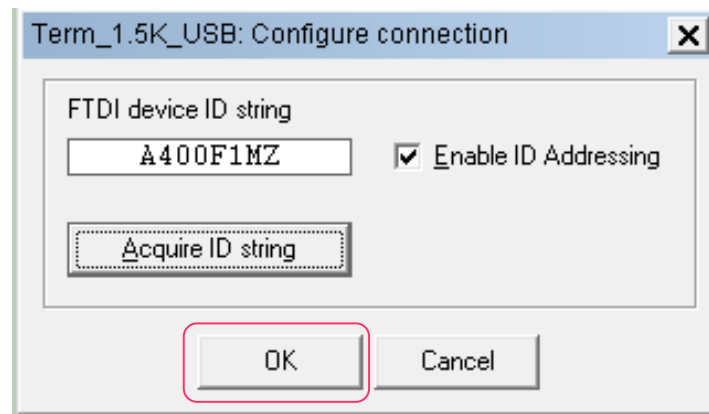 Term_1.5K_USB: Configure connection
FTDI device ID string
A400F1MZ
Enable ID Addressing
Acquire ID string
OK
Cancel